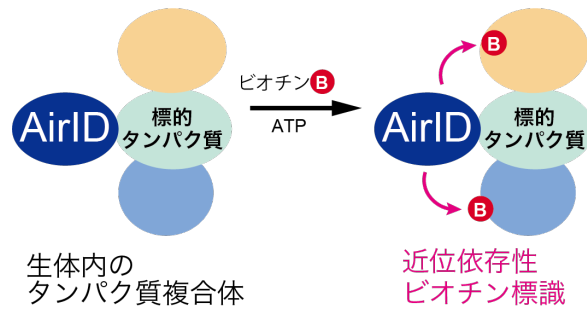 AirID
標的
タンパク質
ビオチンB
ATP
AirID
標的
タンパク質
B
B
生体内の
タンパク質複合体
近位依存性
ビオチン標識